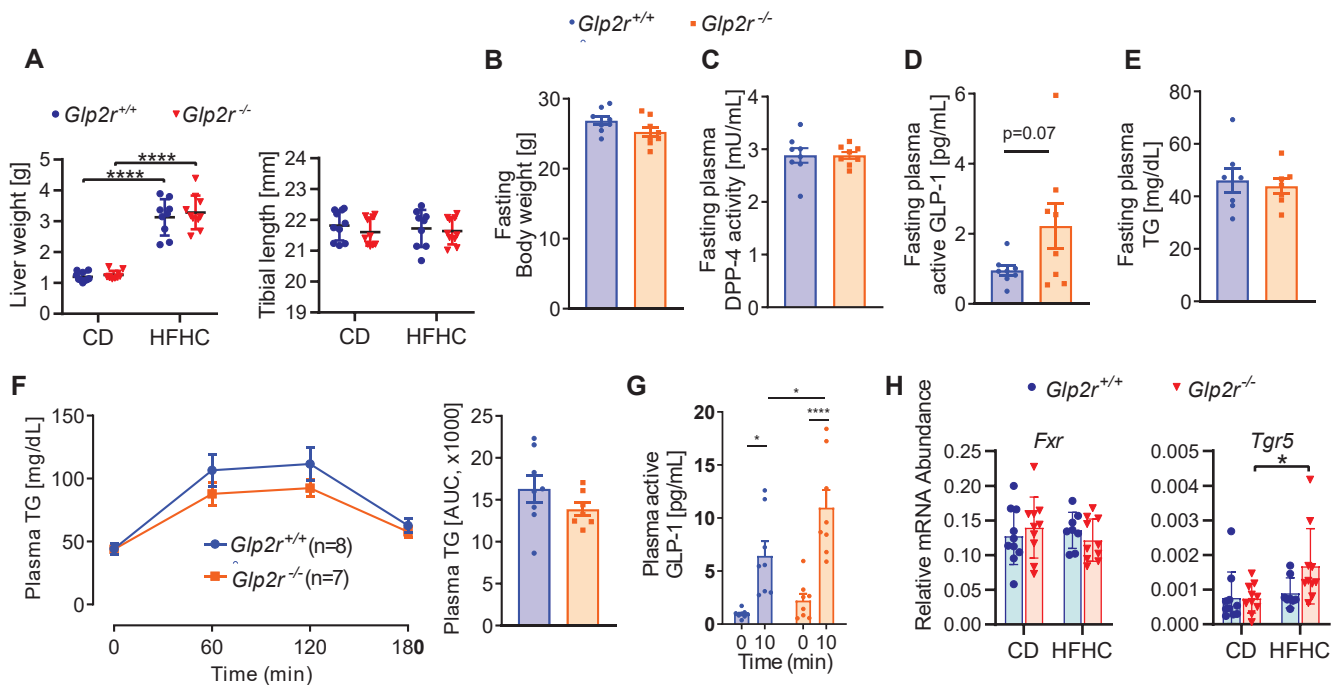 Glp2r+/+ Glp2r-/-
A
Glp2r+/+ Glp2r-/-
Liver weight [g]
5
4
3
2
1
0
****
****
CD HFHC
Tibial length [mm]
24
23
22
21
20
19
CD HFHC
B
Fasting
Body weight [g]
30
20
10
0
C
Fasting plasma
DPP-4 activity [mU/mL]
4
3
2
1
0
D
Fasting plasma
active GLP-1 [pg/mL]
6
4
2
0
p=0.07
E
Fasting plasma
TG [mg/dL]
80
60
40
20
0
F
Plasma TG [mg/dL]
150
100
50
0
Glp2r+/+ (n=8)
Glp2r-/- (n=7)
0 60 120 180
Time (min)
Plasma TG [AUC, x1000]
25
20
15
10
5
0
G
Plasma active
GLP-1 [pg/mL]
20
15
10
5
0
*
*
****
0 10 0 10
Time (min)
H
Glp2r+/+ Glp2r-/-
Relative mRNA Abundance
Fxr
0.25
0.20
0.15
0.10
0.05
0.00
CD HFHC
Tgr5
*
0.005
0.004
0.003
0.002
0.001
0.000
CD HFHC